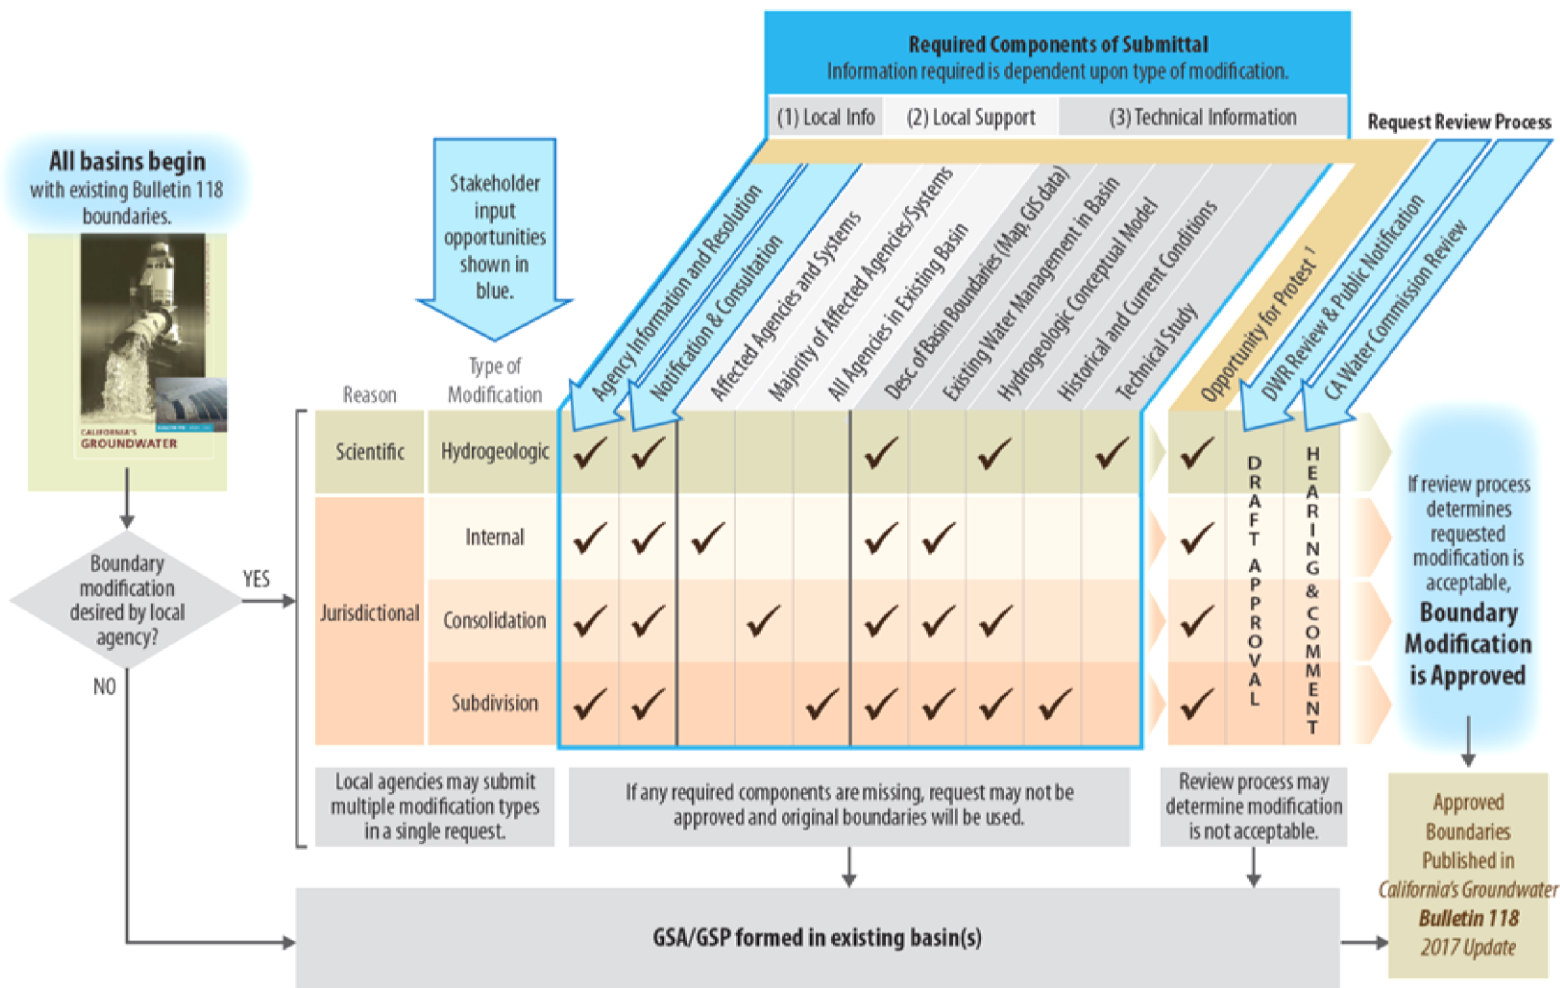 Required Components of Submittal
Information required is dependent upon type of modification.
(1) Local Info
(2) Local Support
(3) Technical Information
Request Review Process
All basins begin
with existing Bulletin 118
boundaries.
CALIFORNIA'S
GROUNDWATER
Stakeholder
input
opportunities
shown in
blue.
Agency Information and Resolution
Notification & Consultation
Affected Agencies and Systems
Majority of Affected Agencies/Systems
All Agencies in Existing Basin
Desc of Basin Boundaries (Map, GIS data)
Existing Water Management in Basin
Hydrogeologic Conceptual Model
Historical and Current Conditions
Technical Study
Opportunity for Protest 1
DWR Review & Public Notification
CA Water Commission Review
Reason
Type of
Modification
Scientific
Hydrogeologic
Jurisdictional
Internal
Consolidation
Subdivision
DRAFT APPROVAL
HEARING & COMMENT
Boundary
modification
desired by local
agency?
YES
NO
If review process
determines
requested
modification is
acceptable,
Boundary
Modification
is Approved
Local agencies may submit
multiple modification types
in a single request.
If any required components are missing, request may not be
approved and original boundaries will be used.
Review process may
determine modification
is not acceptable.
GSA/GSP formed in existing basin(s)
Approved
Boundaries
Published in
California's Groundwater
Bulletin 118
2017 Update